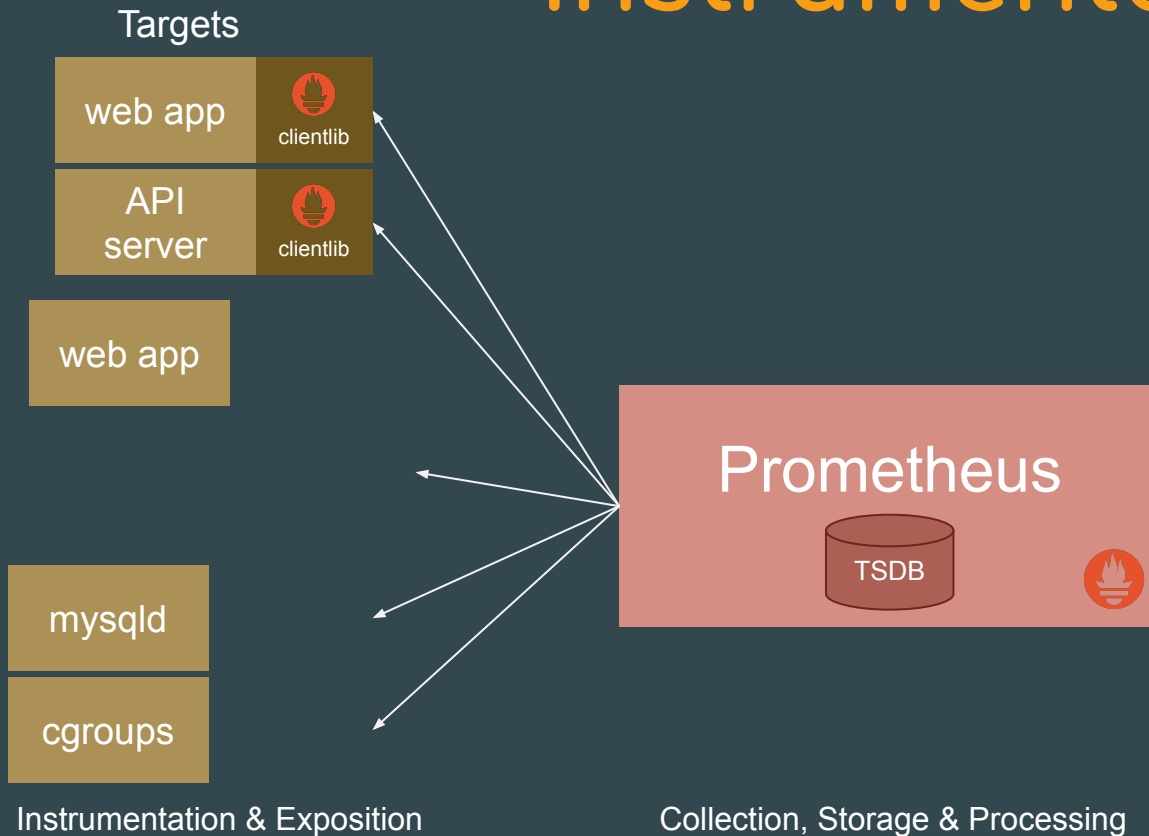 Targets
web app
clientlib
API
server
clientlib
web app
Prometheus
TSDB
mysqld
cgroups
Instrumentation & Exposition
Collection, Storage & Processing